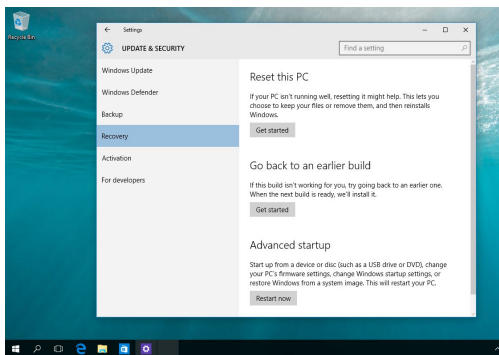 Recycle Bin
Settings
UPDATE & SECURITY
Find a setting
Windows Update
Windows Defender
Backup
Recovery
Activation
For developers
Reset this PC
If your PC isn't running well, resetting it might help. This lets you
choose to keep your files or remove them, and then reinstalls
Windows.
Get started
Go back to an earlier build
If this build isn't working for you, try going back to an earlier one.
When the next build is ready, we'll install it.
Get started
Advanced startup
Start up from a device or disc (such as a USB drive or DVD), change
your PC's firmware settings, change Windows startup settings, or
restore Windows from a system image. This will restart your PC.
Restart now